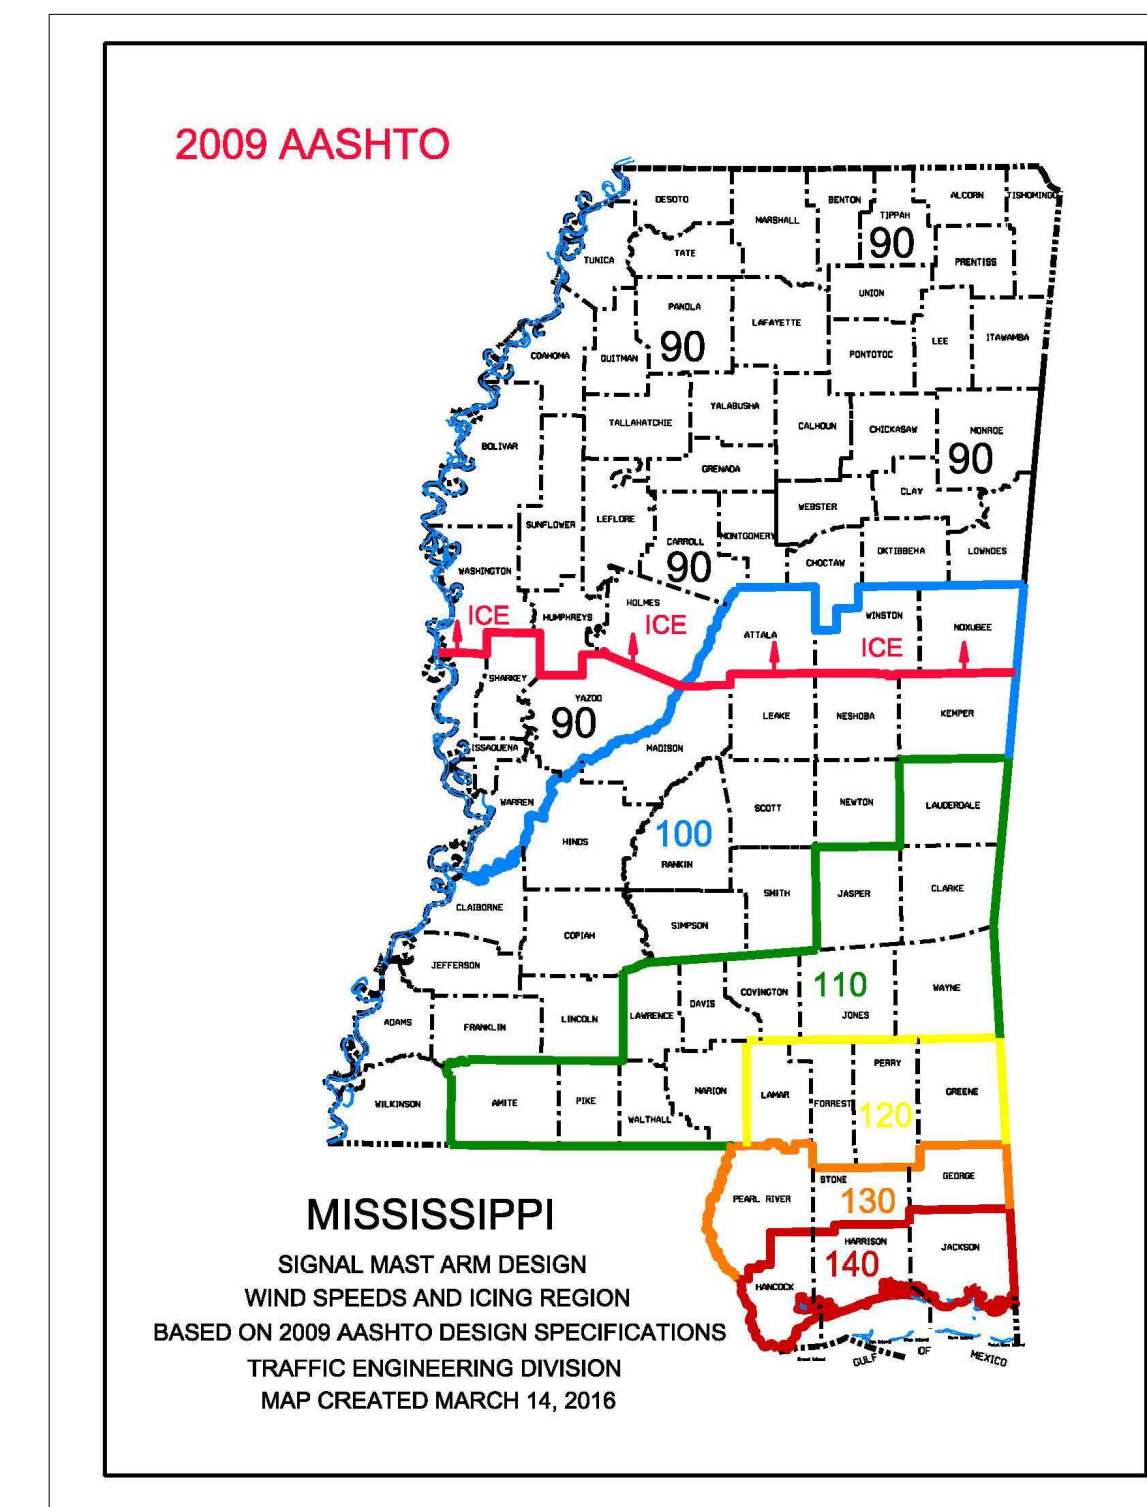 2009 AASHTO
DESOTO
MARSHALL
BENTON
TIPPAH
ALCORN
TISHOMINGO
90
TUNICA
TATE
PRENTISS
PANOLA
UNION
LAFAYETTE
90
COAHOMA
QUITMAN
PONTOTOC
LEE
ITAWAMBA
TALLAHATCHIE
YALABUSHA
CALHOUN
CHICKASAW
MONROE
90
BOLIVAR
GRENADA
CLAY
WEBSTER
SUNFLOWER
LEFLORE
CARROLL
MONTGOMERY
90
CHOCTAW
OKTIBBEHA
LOWNDES
WASHINGTON
HOLMES
HUMPHREYS
ICE
ICE
ATTALA
WINSTON
NOXUBEE
ICE
SHARKEY
YAZOO
90
LEAKE
NESHOBA
KEMPER
ISSAQUENA
MADISON
WARREN
SCOTT
NEWTON
LAUDERDALE
HINDS
100
RANKIN
SMITH
JASPER
CLARKE
CLAIBORNE
COPIAH
SIMPSON
JEFFERSON
110
COVINGTON
WAYNE
ADAMS
FRANKLIN
LINCOLN
LAWRENCE
DAVIS
JONES
PERRY
WILKINSON
AMITE
PIKE
WALTHALL
MARION
LAMAR
FORREST
120
GREENE
STONE
GEORGE
PEARL RIVER
130
HARRISON
JACKSON
140
HANCOCK
GULF OF MEXICO
MISSISSIPPI
SIGNAL MAST ARM DESIGN
WIND SPEEDS AND ICING REGION
BASED ON 2009 AASHTO DESIGN SPECIFICATIONS
TRAFFIC ENGINEERING DIVISION
MAP CREATED MARCH 14, 2016